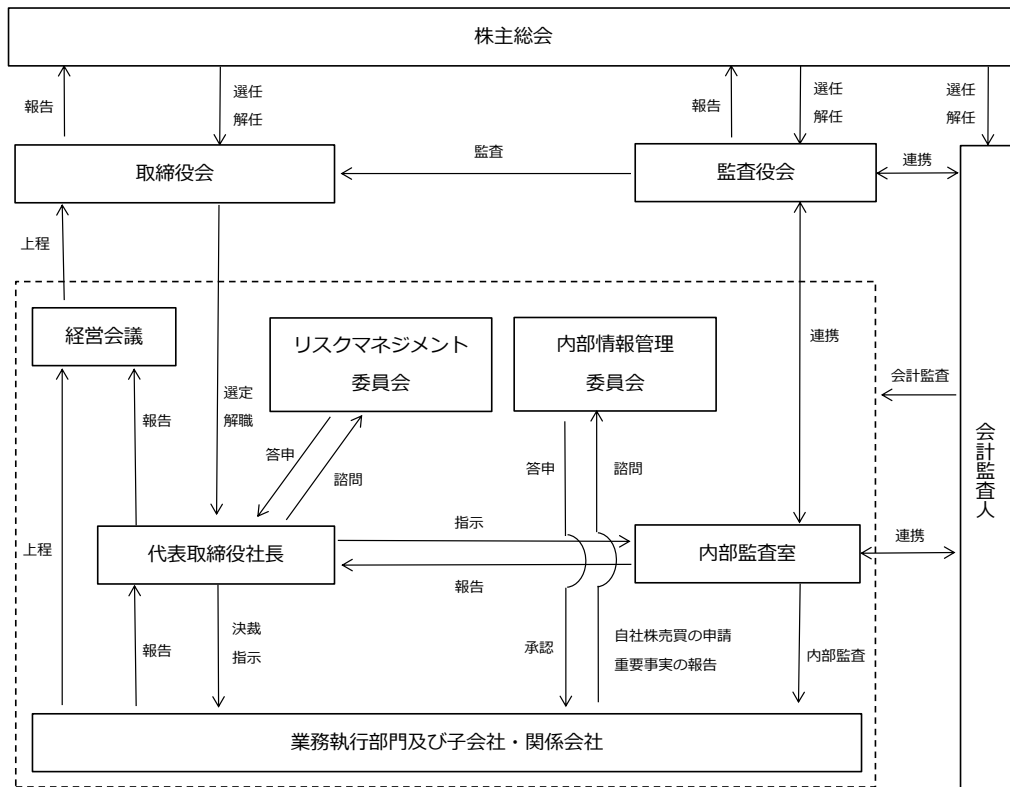 株主総会
報告
選任
解任
報告
選任
解任
選任
解任
取締役会
監査
監査役会
連携
上程
経営会議
リスクマネジメント
委員会
内部情報管理
委員会
連携
会計監査
会計監査人
選定
解職
報告
答申
諮問
答申
諮問
上程
代表取締役社長
指示
報告
内部監査室
連携
報告
決裁
指示
承認
自社株売買の申請
重要事実の報告
内部監査
業務執行部門及び子会社・関係会社